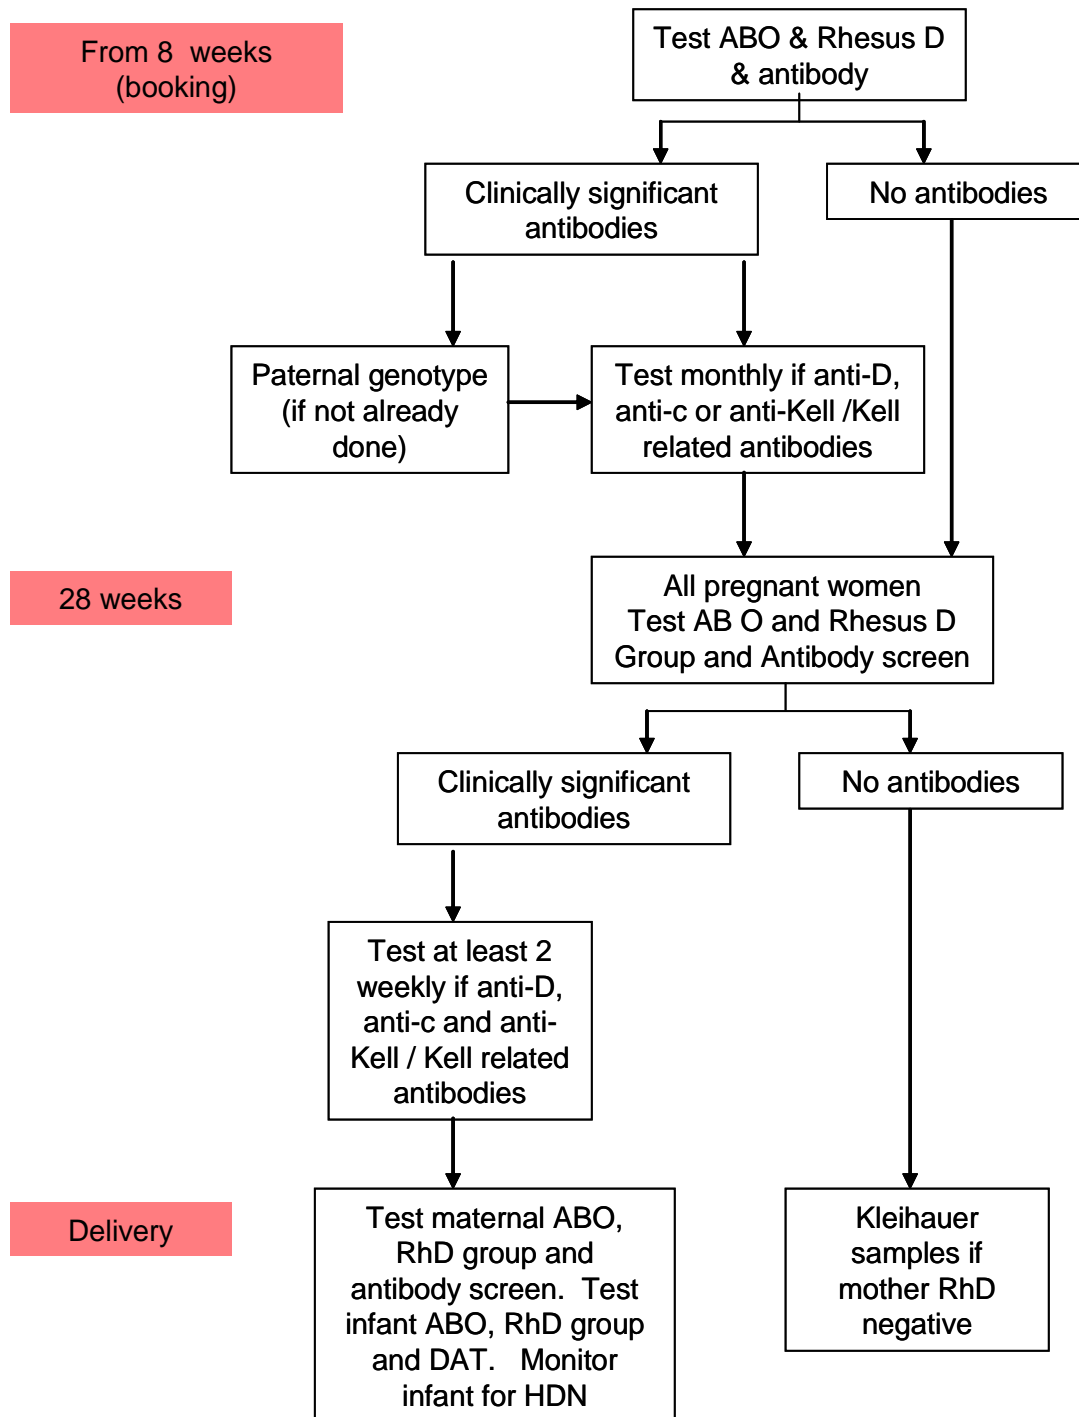 From 8 weeks
(booking)
Test ABO & Rhesus D
& antibody
Clinically significant
antibodies
No antibodies
Paternal genotype
(if not already
done)
Test monthly if anti-D,
anti-c or anti-Kell /Kell
related antibodies
28 weeks
All pregnant women
Test AB O and Rhesus D
Group and Antibody screen
Clinically significant
antibodies
No antibodies
Test at least 2
weekly if anti-D,
anti-c and anti-
Kell / Kell related
antibodies
Delivery
Test maternal ABO,
RhD group and
antibody screen. Test
infant ABO, RhD group
and DAT. Monitor
infant for HDN
Kleihauer
samples if
mother RhD
negative